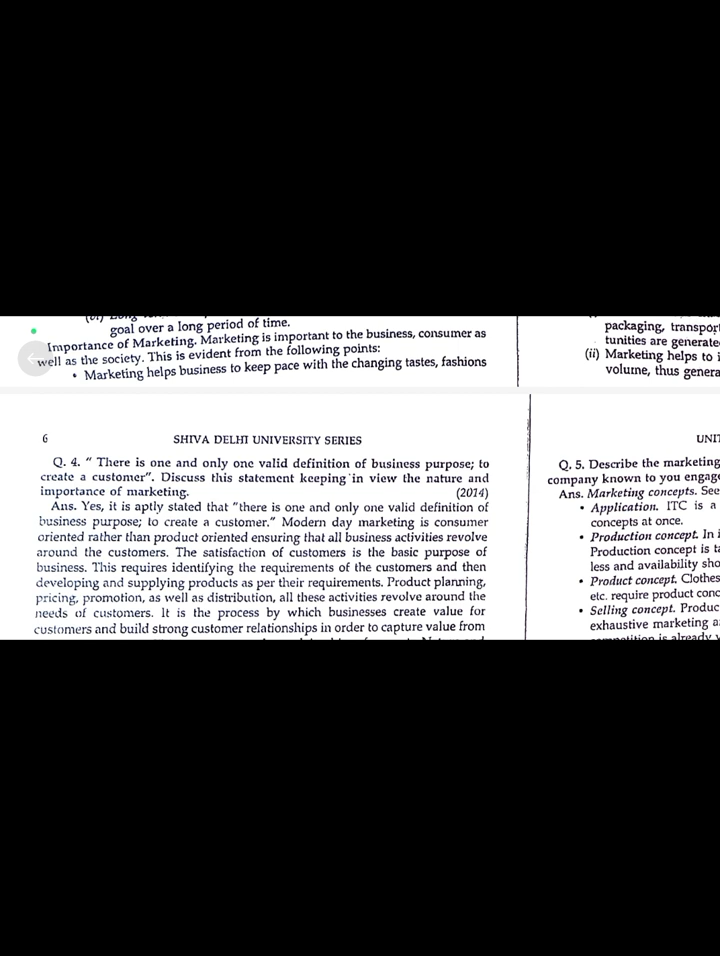 goal over a long period of time.
Importance of Marketing. Marketing is important to the business, consumer as
well as the society. This is evident from the following points:
• Marketing helps business to keep pace with the changing tastes, fashions
packaging, transpor
tunities are generate
(ii) Marketing helps to i
volume, thus genera
6 SHIVA DELHI UNIVERSITY SERIES
Q. 4. " There is one and only one valid definition of business purpose; to
create a customer". Discuss this statement keeping in view the nature and
importance of marketing. (2014)
Ans. Yes, it is aptly stated that "there is one and only one valid definition of
business purpose; to create a customer." Modern day marketing is consumer
oriented rather than product oriented ensuring that all business activities revolve
around the customers. The satisfaction of customers is the basic purpose of
business. This requires identifying the requirements of the customers and then
developing and supplying products as per their requirements. Product planning,
pricing, promotion, as well as distribution, all these activities revolve around the
needs of customers. It is the process by which businesses create value for
customers and build strong customer relationships in order to capture value from
UNI
Q. 5. Describe the marketing
company known to you engage
Ans. Marketing concepts. See
• Application. ITC is a
concepts at once.
• Production concept. In i
Production concept is ta
less and availability sho
• Product concept. Clothes
etc. require product conc
• Selling concept. Produc
exhaustive marketing a
competition is already